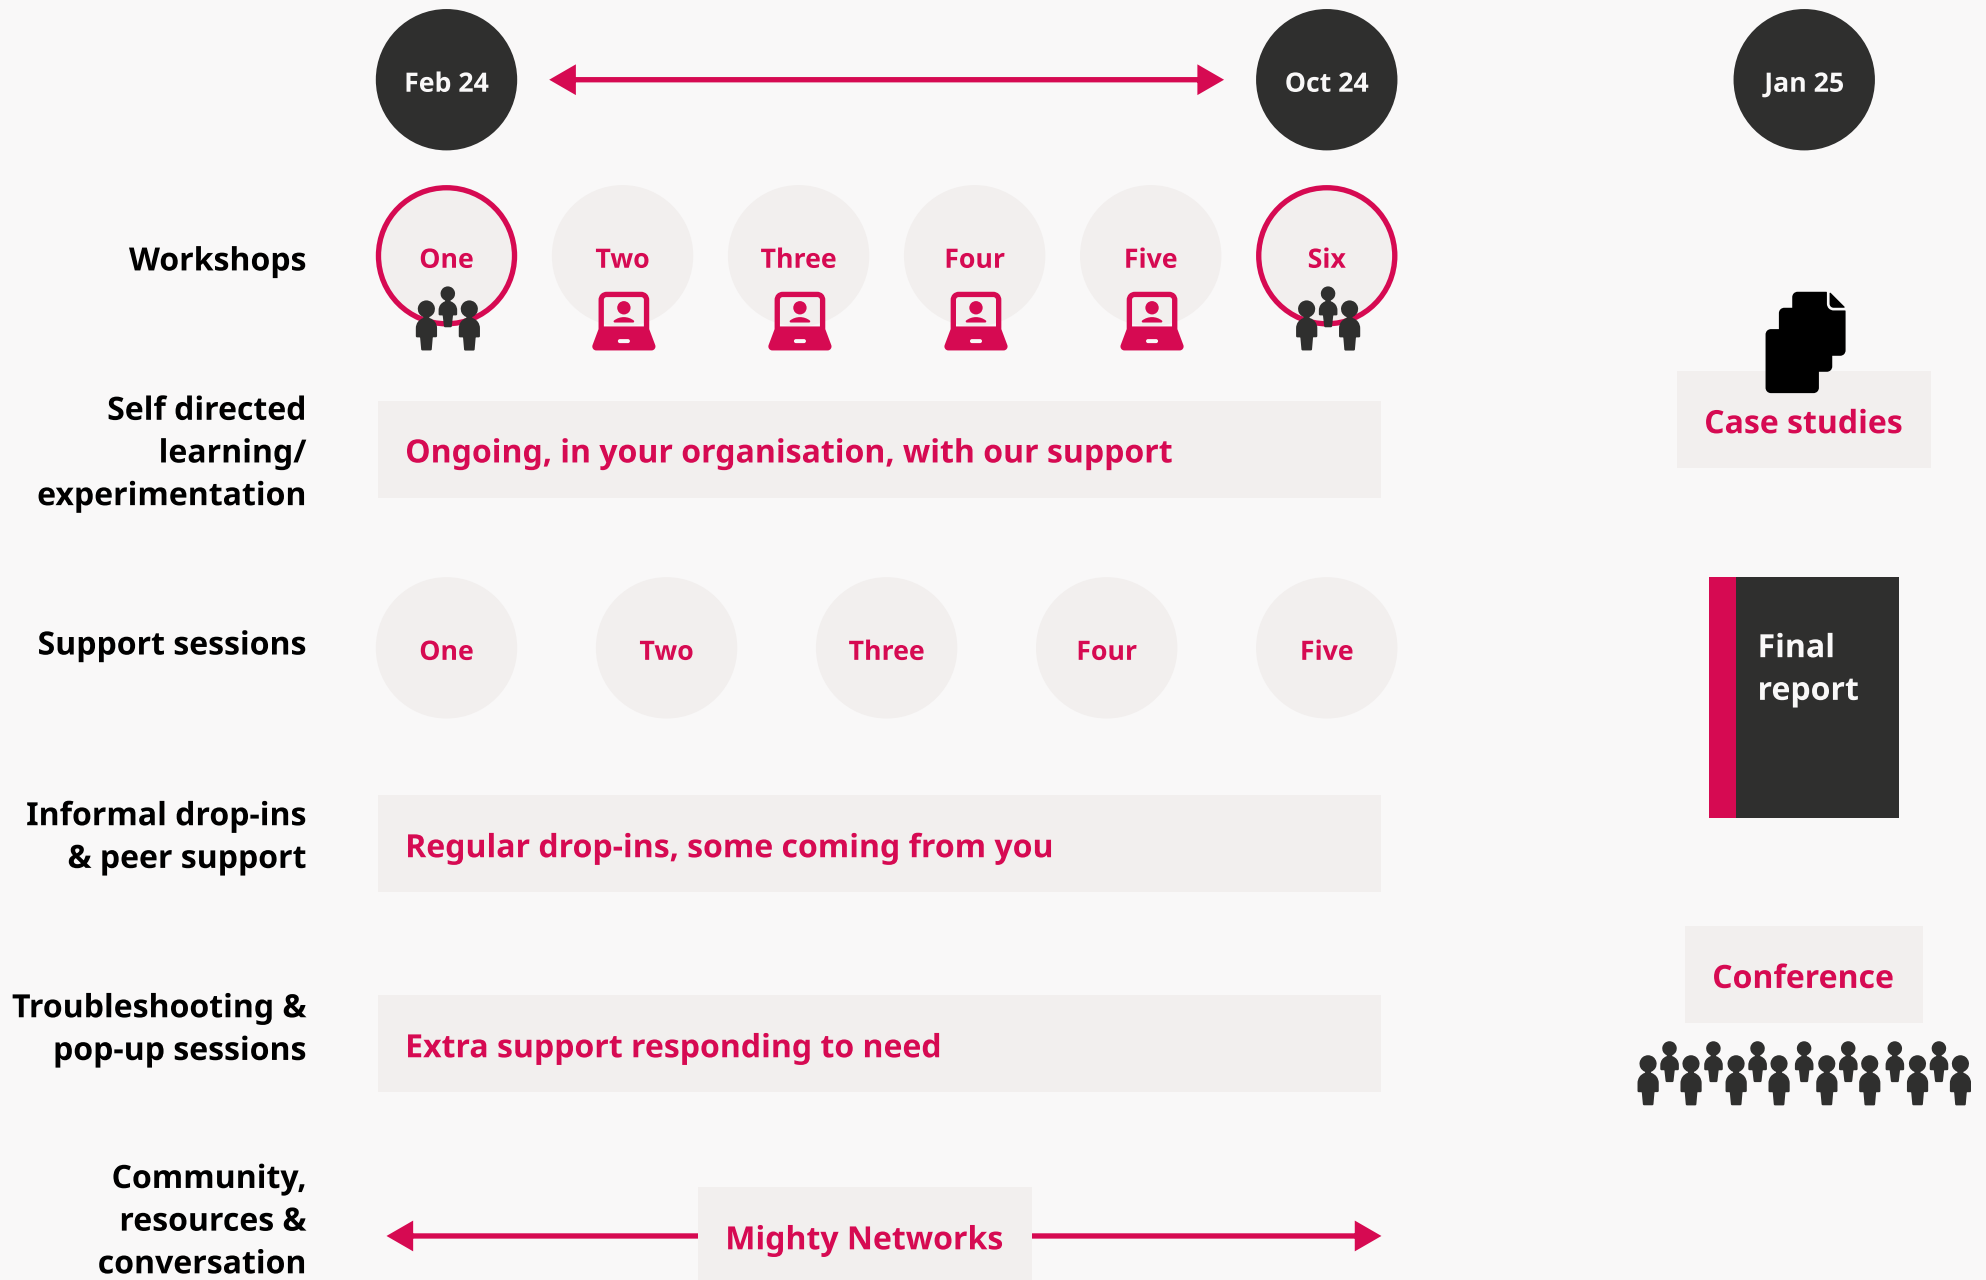 Feb 24
Oct 24
Jan 25
Workshops
One
Two
Three
Four
Five
Six
Self directed
learning/
experimentation
Ongoing, in your organisation, with our support
Case studies
Support sessions
One
Two
Three
Four
Five
Final
report
Informal drop-ins
& peer support
Regular drop-ins, some coming from you
Conference
Troubleshooting &
pop-up sessions
Extra support responding to need
Community,
resources &
conversation
Mighty Networks